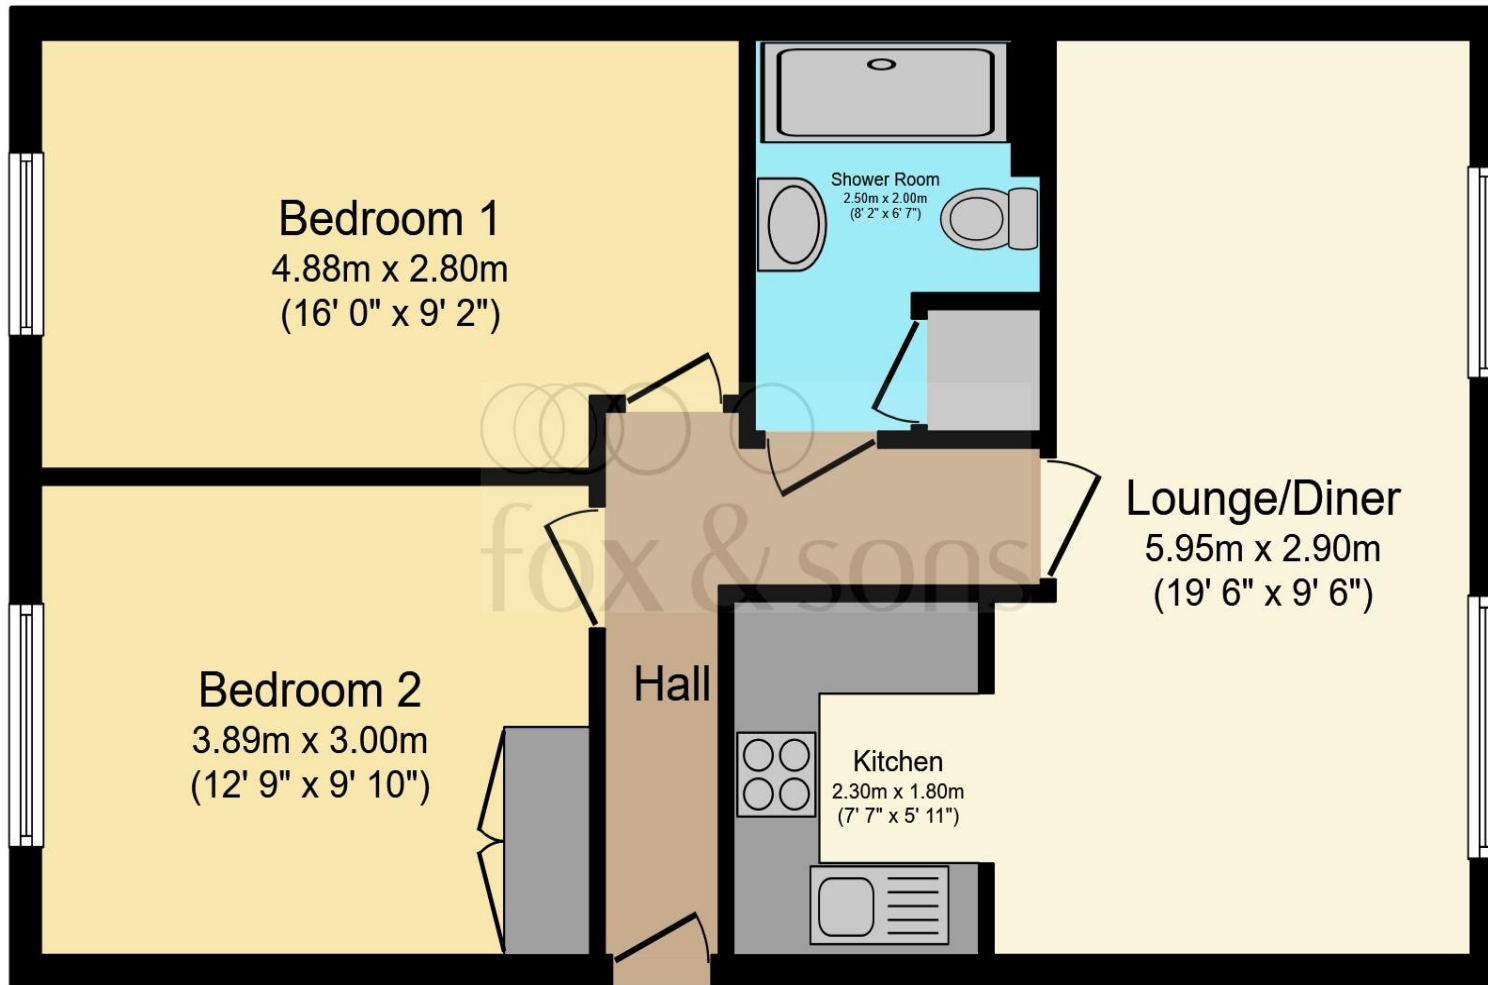 Bedroom 1
4.88m x 2.80m
(16' 0" x 9' 2")
Shower Room
2.50m x 2.00m
(8' 2" x 6' 7")
Lounge/Diner
5.95m x 2.90m
(19' 6" x 9' 6")
fox & sons
Bedroom 2
3.89m x 3.00m
(12' 9" x 9' 10")
Hall
Kitchen
2.30m x 1.80m
(7' 7" x 5' 11")